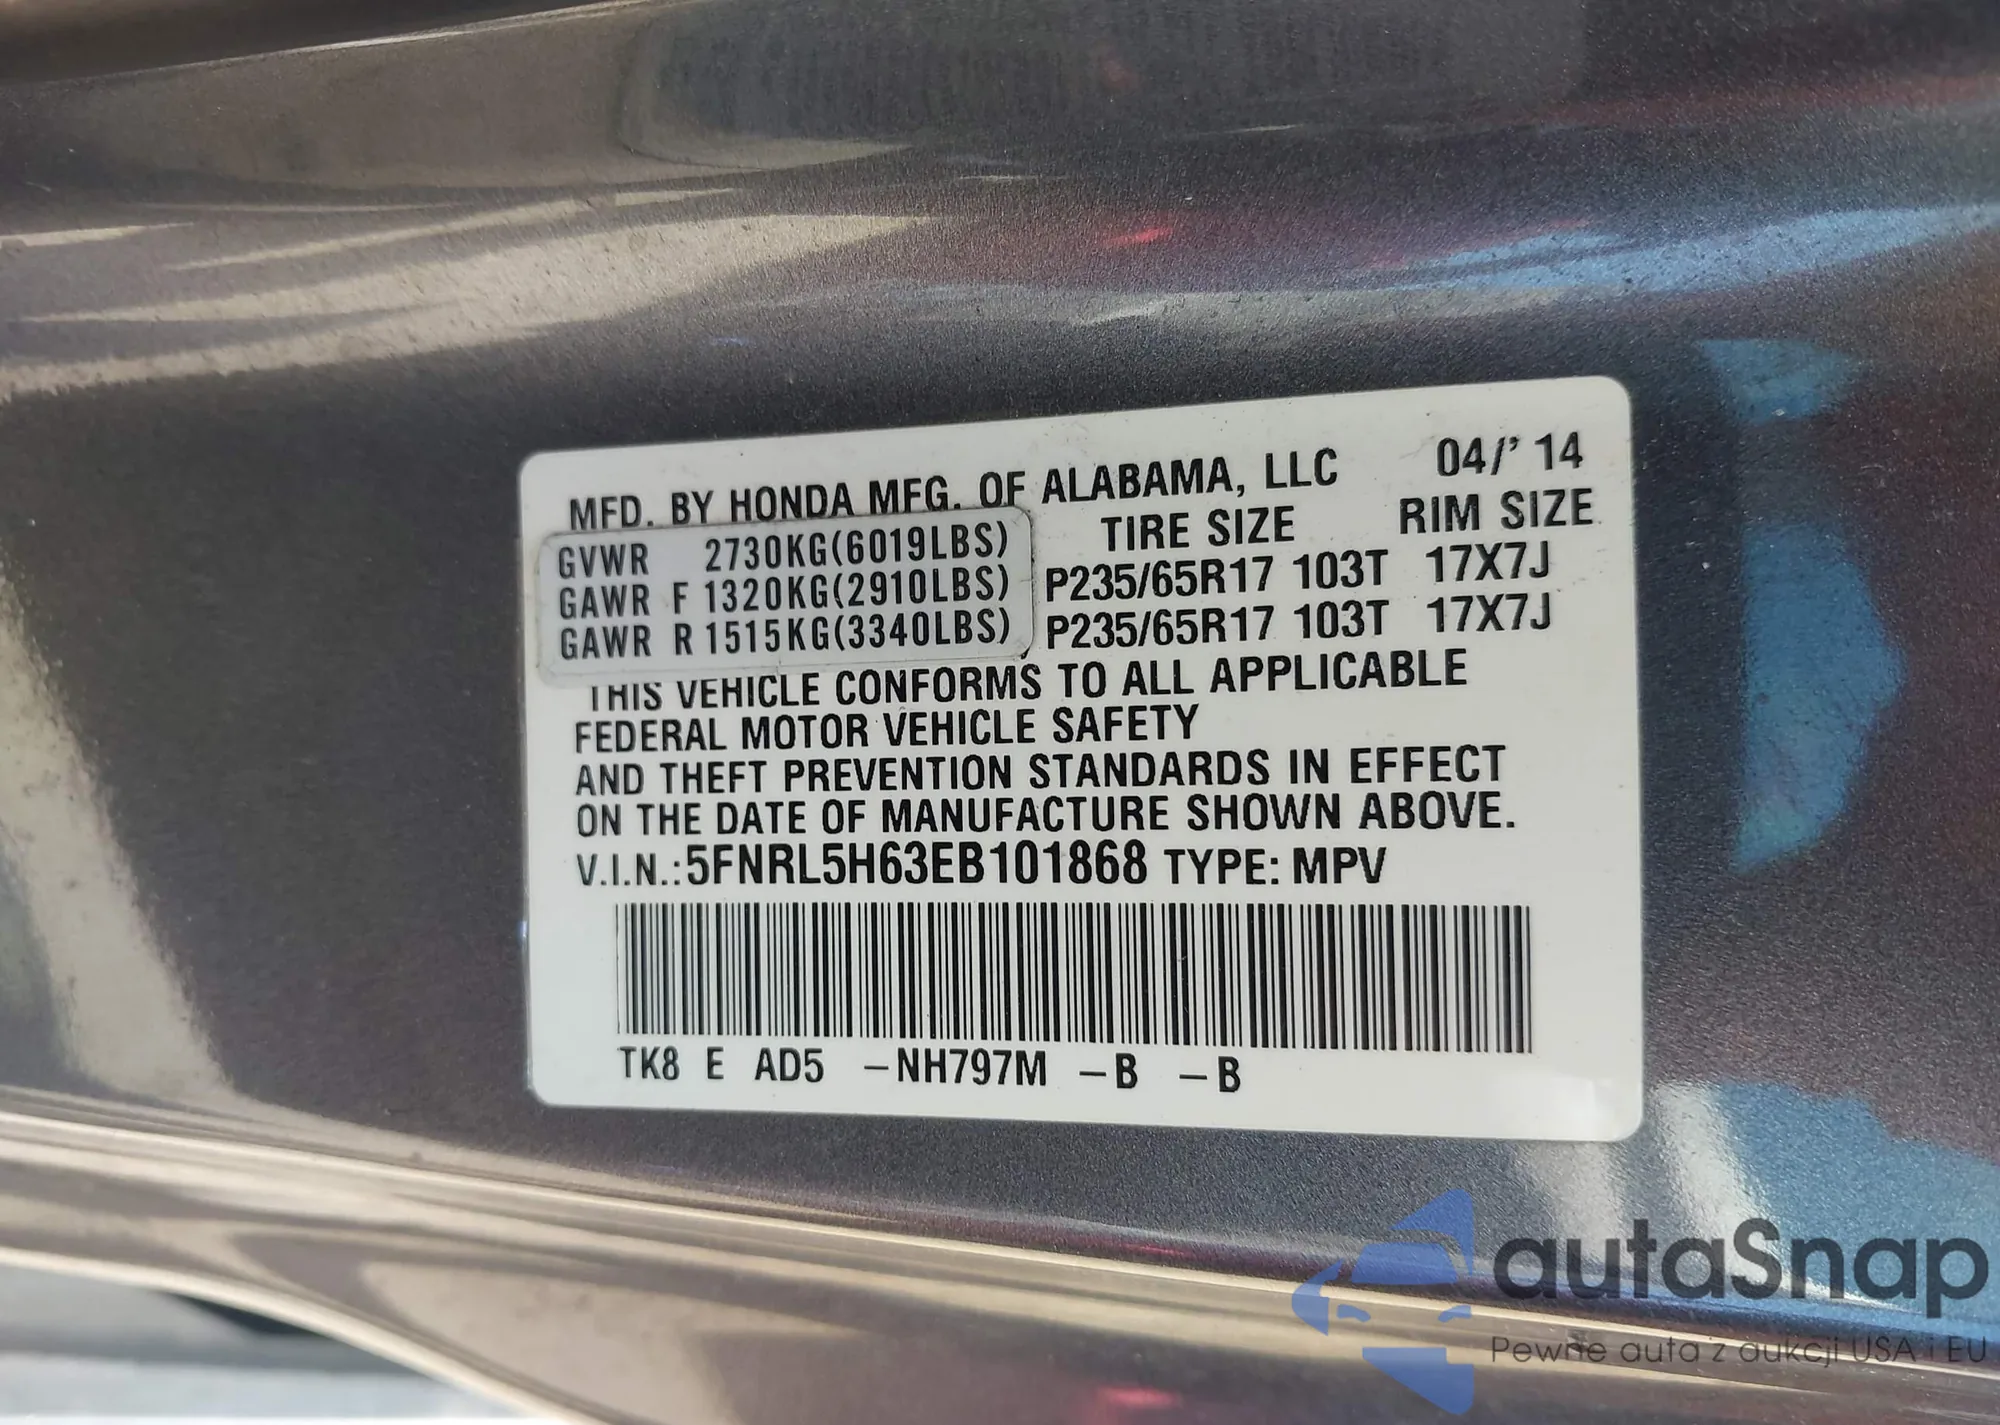 MFD. BY HONDA MFG. OF ALABAMA, LLC 04/' 14
TIRE SIZE RIM SIZE
GVWR 2730KG(6019LBS)
GAWR F 1320KG(2910LBS) P235/65R17 103T 17X7J
GAWR R 1515KG(3340LBS) P235/65R17 103T 17X7J
THIS VEHICLE CONFORMS TO ALL APPLICABLE
FEDERAL MOTOR VEHICLE SAFETY
AND THEFT PREVENTION STANDARDS IN EFFECT
ON THE DATE OF MANUFACTURE SHOWN ABOVE.
V.I.N.:5FNRL5H63EB101868 TYPE: MPV
TK8 E AD5 –NH797M –B –B
autaSnap
Pewne auta z aukcji USA i EU